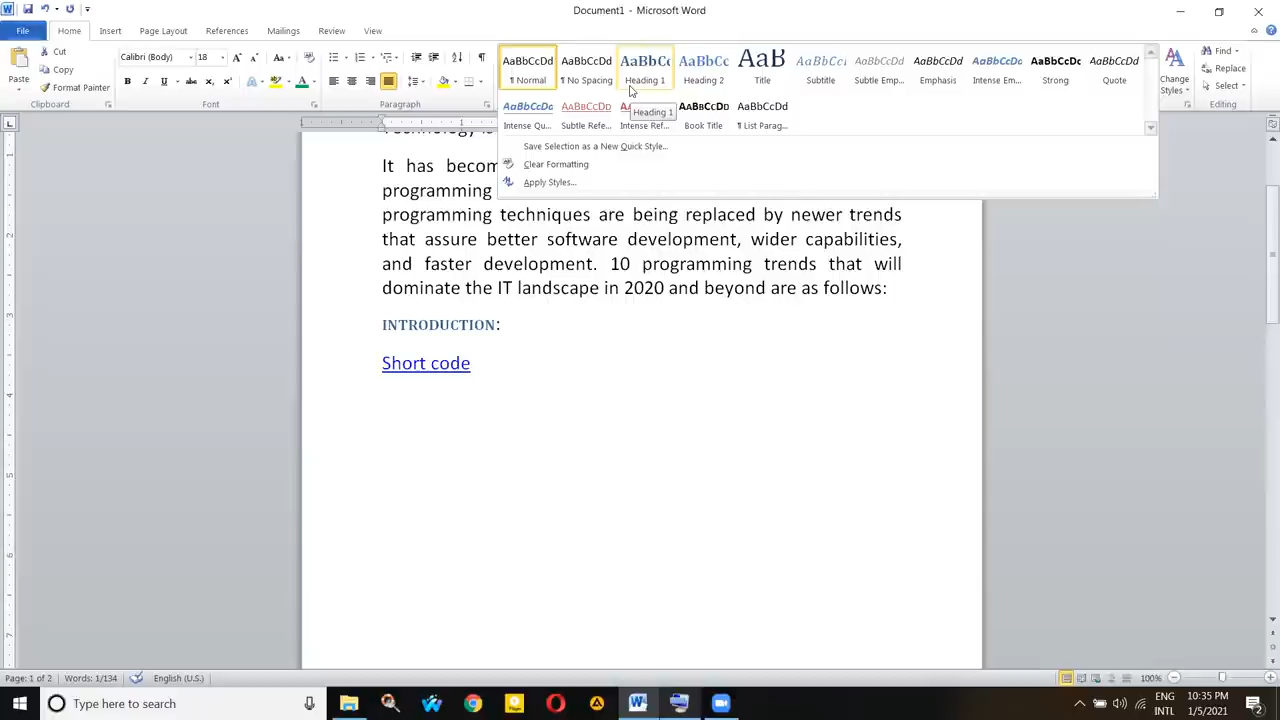 Document1 - Microsoft Word
File Home Insert Page Layout References Mailings Review View
Cut
Copy
Format Painter
Paste
Clipboard
Calibri (Body) 18
Font
Paragraph
AaBbCcDd AaBbCcDd AaBbCc AaBbCc AaB AaBbCcI AaBbCcDd AaBbCcDd AaBbCcDd AaBbCcDc AaBbCcDd
¶ Normal ¶ No Spacing Heading 1 Heading 2 Title Subtitle Subtle Emp... Emphasis Intense Em... Strong Quote
AaBbCcDc AaBbCcDd AaBbCcDd AaBbCcDd
Intense Qu... Subtle Refe... Intense Ref... Book Title ¶ List Parag...
Heading 1
Save Selection as a New Quick Style...
Clear Formatting
Apply Styles...
Change
Styles
Find
Replace
Select
Editing
It has becom
programming
programming techniques are being replaced by newer trends
that assure better software development, wider capabilities,
and faster development. 10 programming trends that will
dominate the IT landscape in 2020 and beyond are as follows:
INTRODUCTION:
Short code
Page: 1 of 2 Words: 1/134 English (U.S.) 100%
Type here to search
ENG
INTL
10:35 PM
1/5/2021
2